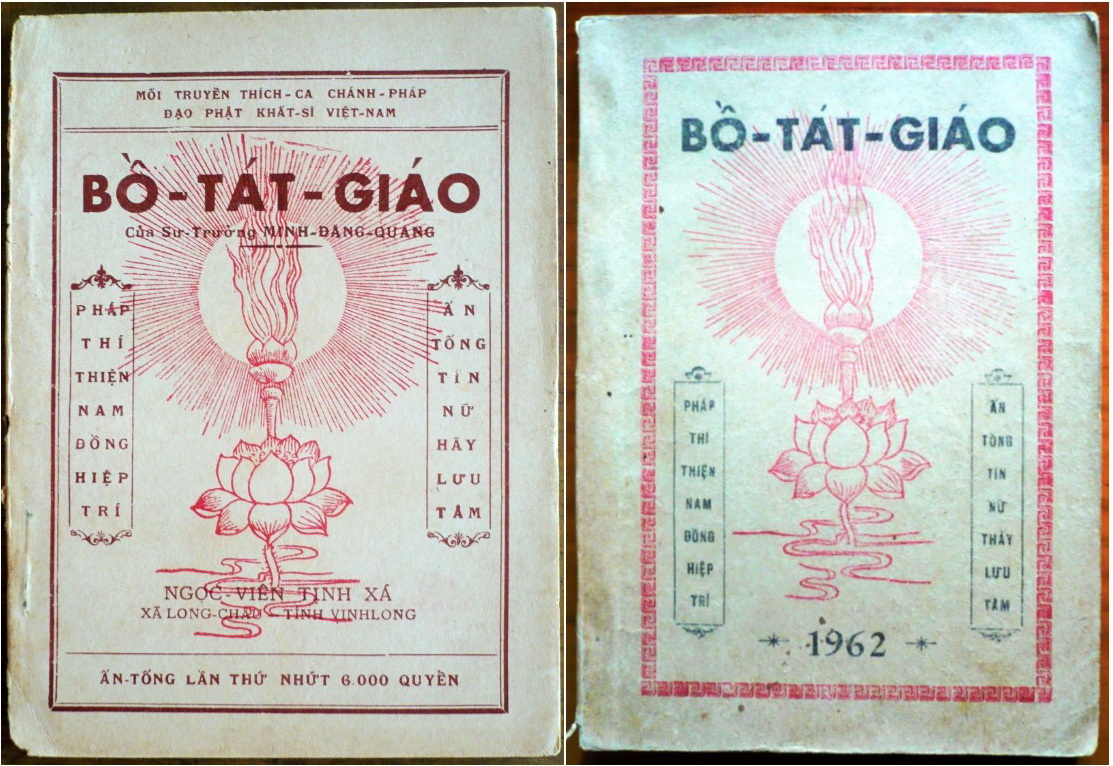 MỐI TRUYỀN THÍCH-CA CHÁNH-PHÁP
ĐẠO PHẬT KHẤT-SĨ VIỆT-NAM
BỒ-TÁT-GIÁO
Của Sư-Trưởng MINH-ĐĂNG-QUANG
PHÁP
THÍ
THIỆN
NAM
ĐỒNG
HIỆP
TRÍ
ẤN
TỐNG
TÍN
NỮ
HÃY
LƯU
TÂM
NGỌC-VIÊN TỊNH XÁ
XÃ LONG-CHÂU - TỈNH VINHLONG
ẤN-TỐNG LẦN THỨ NHỨT 6.000 QUYỂN
BỒ-TÁT-GIÁO
PHÁP
THÍ
THIỆN
NAM
ĐỒNG
HIỆP
TRÍ
ẤN
TỐNG
TÍN
NỮ
THẢY
LƯU
TÂM
1962